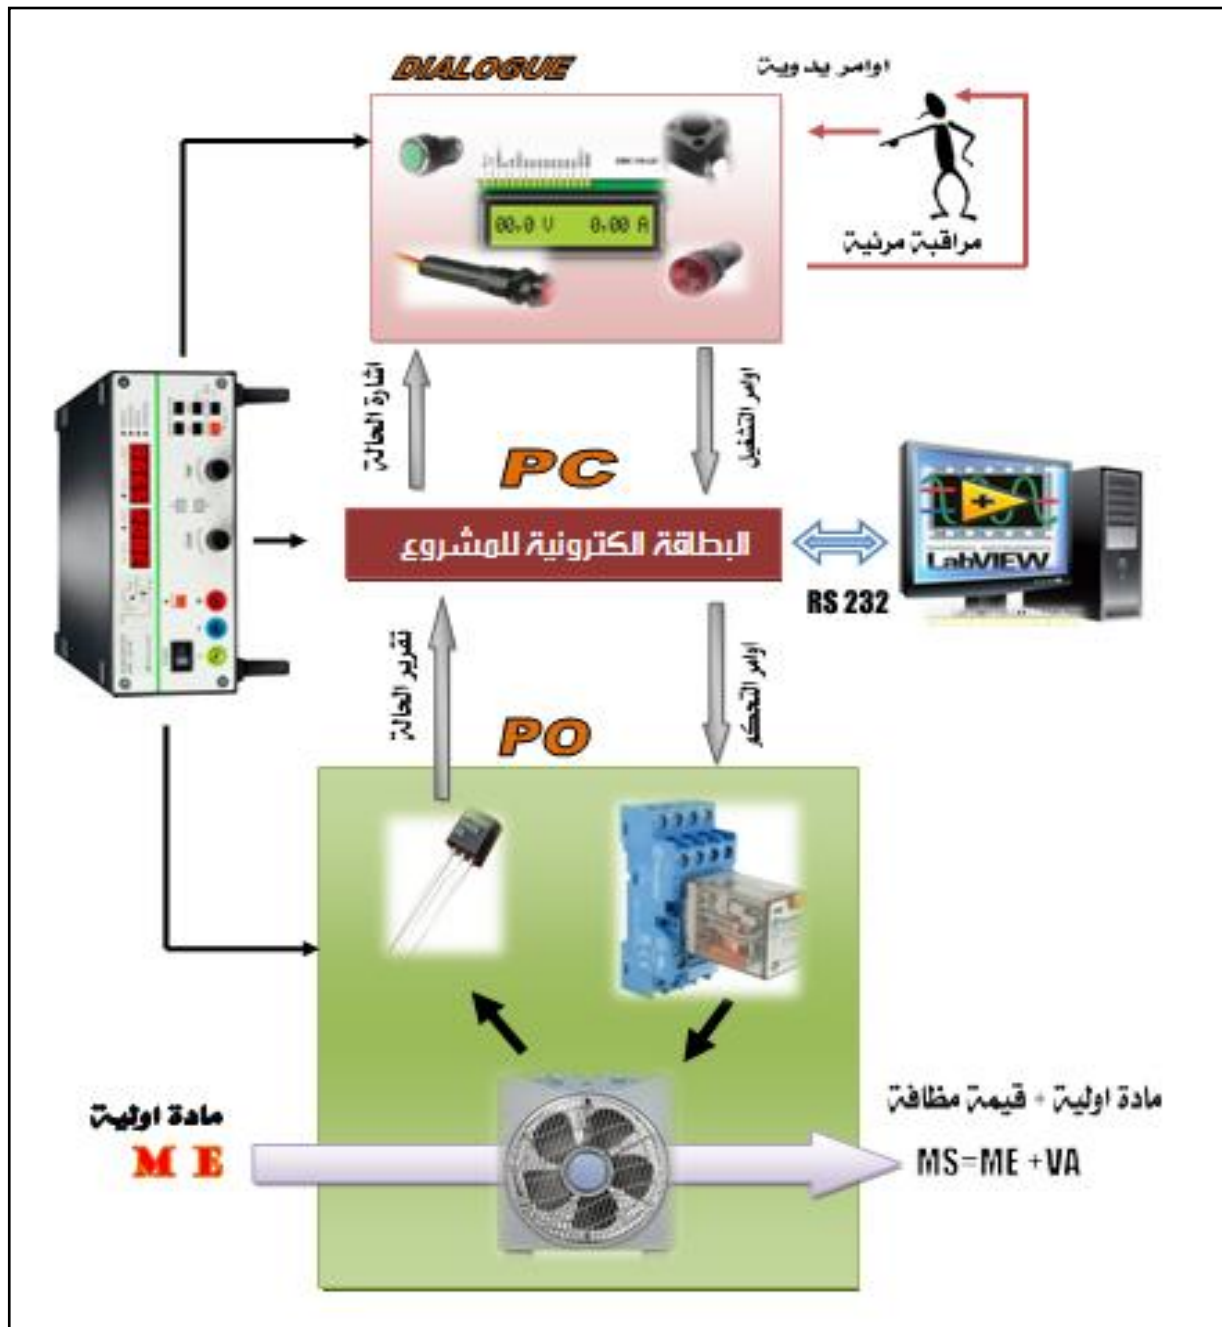 DIALOGUE
اوامر يدوية
00.0 V 0.00 A
مراقبة مرئية
اشارة الحالة
اوامر التشغيل
PC
البطاقة الكترونية للمشروع
LabVIEW
RS 232
تقرير الحالة
اوامر التحكم
PO
مادة اولية
M E
مادة اولية + قيمة مظافة
MS=ME +VA